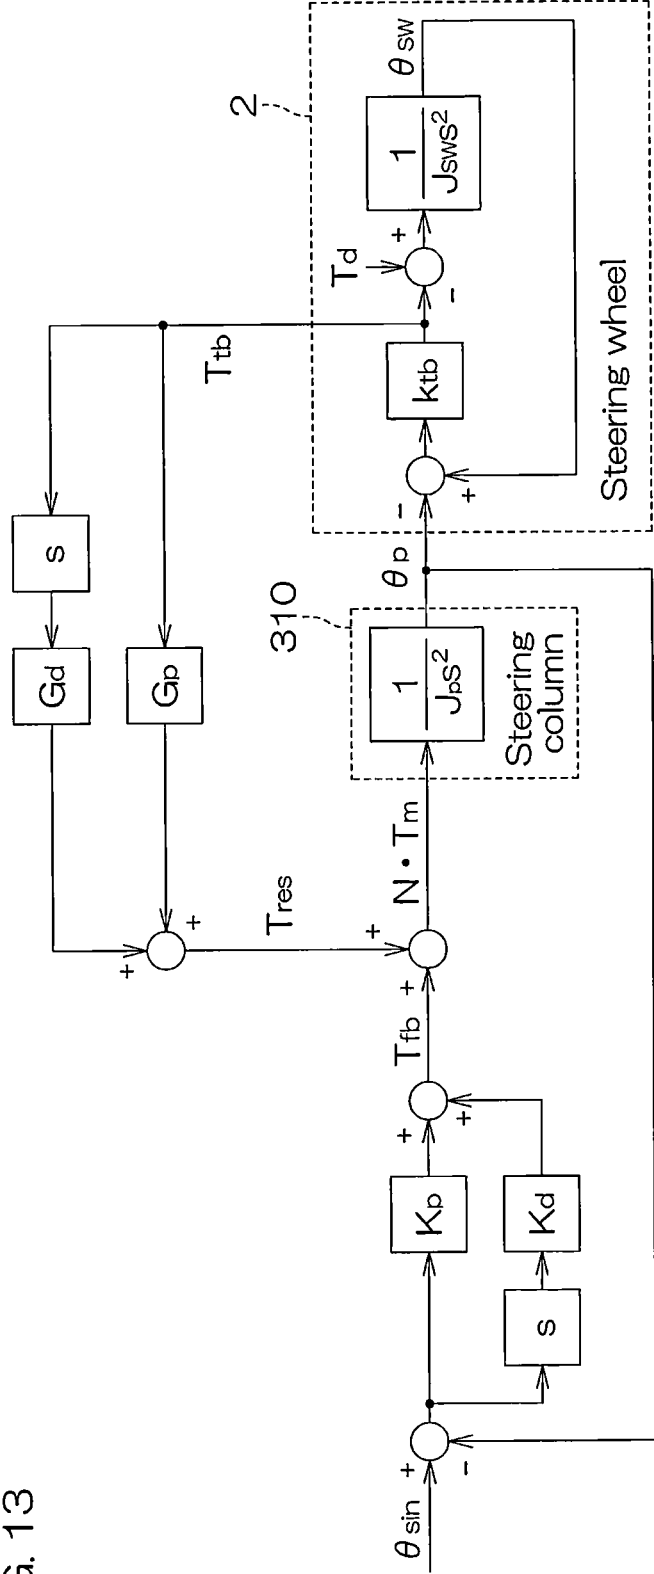 G. 13
θsin
+
-
Kp
s
Kd
+
+
Tfb
+
+
Tres
+
+
Gd
s
Gp
Ttb
N · Tm
310
1
JpS²
Steering
column
θp
-
+
ktb
-
Td
+
1
JswS²
θsw
2
Steering wheel